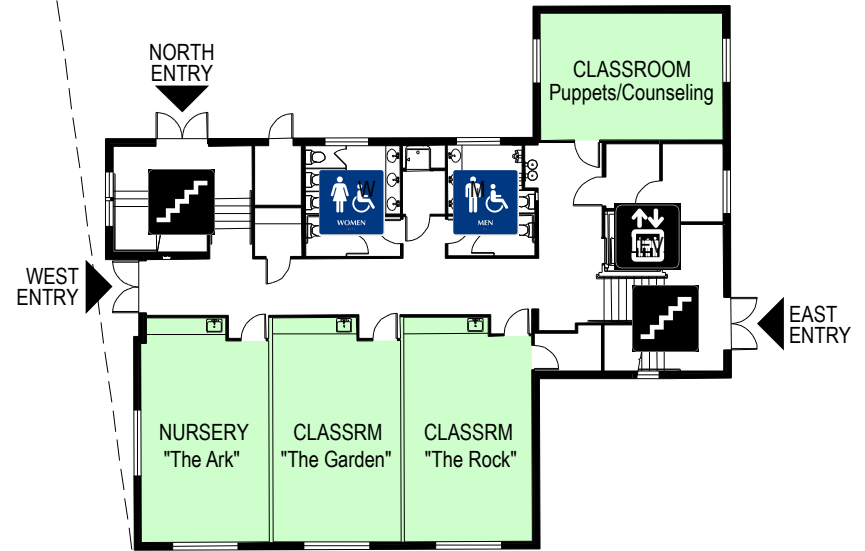 NORTH
ENTRY
CLASSROOM
Puppets/Counseling
W
WOMEN
M
MEN
WEST
ENTRY
EAST
ENTRY
NURSERY
"The Ark"
CLASSRM
"The Garden"
CLASSRM
"The Rock"